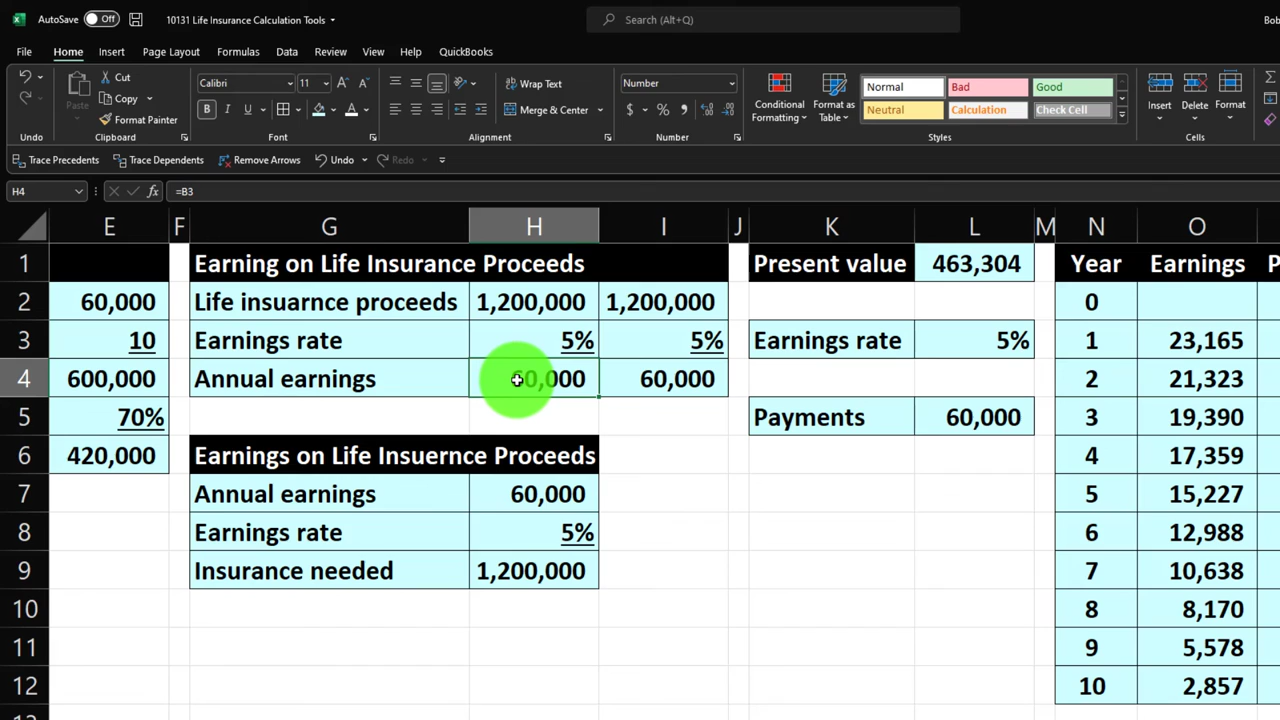 AutoSave Off 10131 Life Insurance Calculation Tools Search (Alt+Q) Bob
File Home Insert Page Layout Formulas Data Review View Help QuickBooks
Cut Calibri 11 Wrap Text Number Normal Bad Good
Paste Copy Conditional Formatting Format as Table Insert Delete Format
Format Painter B I U Merge & Center $ % Neutral Calculation Check Cell
Undo Clipboard Font Alignment Number Styles Cells
Trace Precedents Trace Dependents Remove Arrows Undo Redo
H4 fx =B3
E F G H I J K L M N O
1 Earning on Life Insurance Proceeds Present value 463,304 Year Earnings P
2 60,000 Life insuarnce proceeds 1,200,000 1,200,000 0
3 10 Earnings rate 5% 5% Earnings rate 5% 1 23,165
4 600,000 Annual earnings 60,000 60,000 2 21,323
5 70% Payments 60,000 3 19,390
6 420,000 Earnings on Life Insuernce Proceeds 4 17,359
7 Annual earnings 60,000 5 15,227
8 Earnings rate 5% 6 12,988
9 Insurance needed 1,200,000 7 10,638
10 8 8,170
11 9 5,578
12 10 2,857